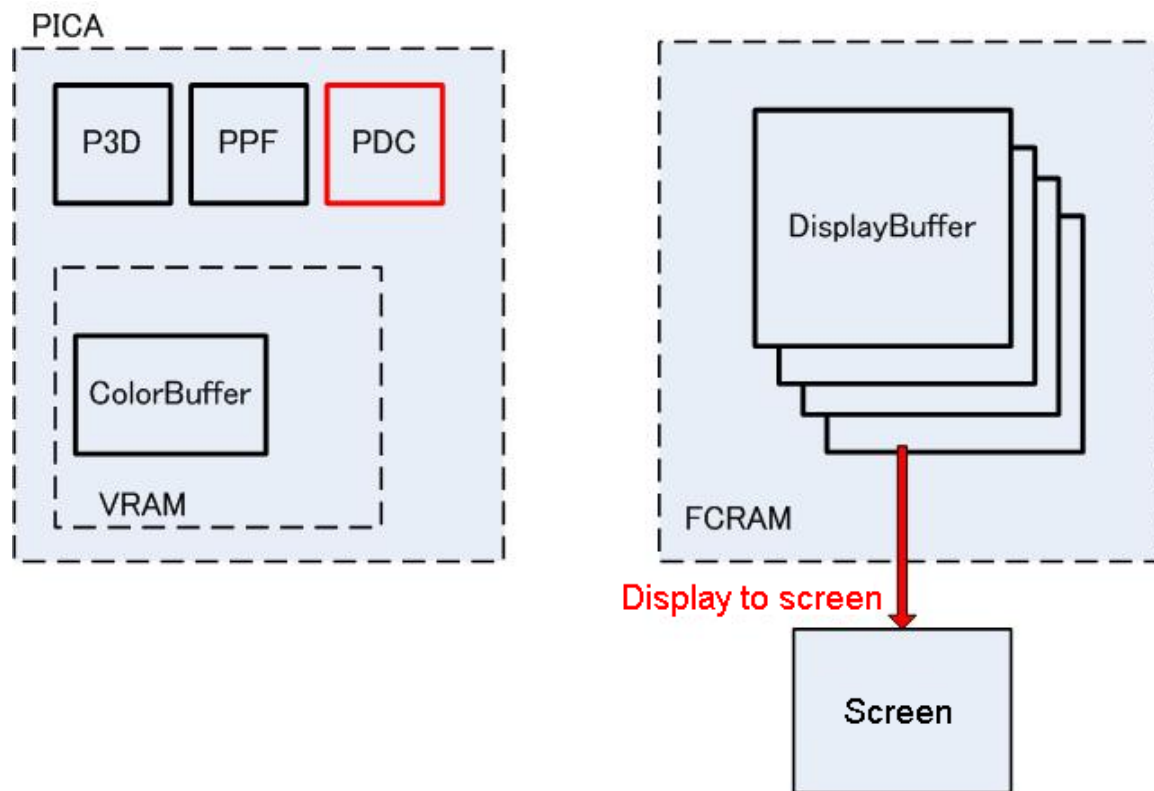 PICA
P3D
PPF
PDC
ColorBuffer
VRAM
DisplayBuffer
FCRAM
Display to screen
Screen